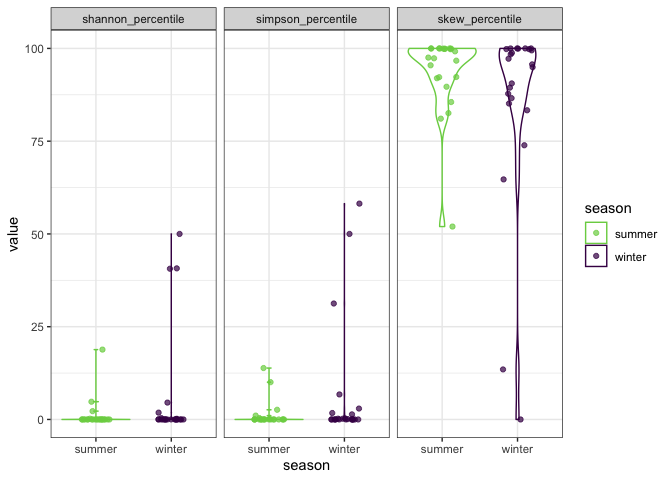 shannon_percentile simpson_percentile skew_percentile
100
75
50
25
0
value
summer winter summer winter summer winter
season
season
summer
winter